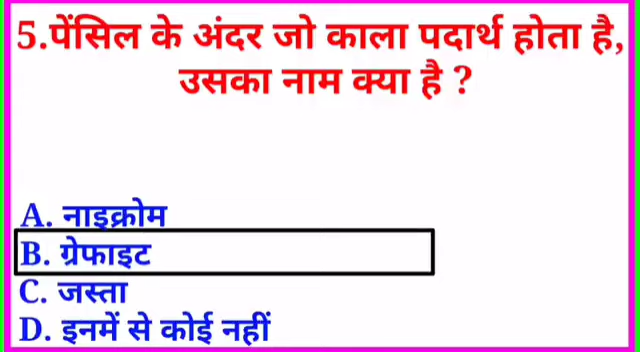 5.पेंसिल के अंदर जो काला पदार्थ होता है,
उसका नाम क्या है ?
A. नाइक्रोम
B. ग्रेफाइट
C. जस्ता
D. इनमें से कोई नहीं